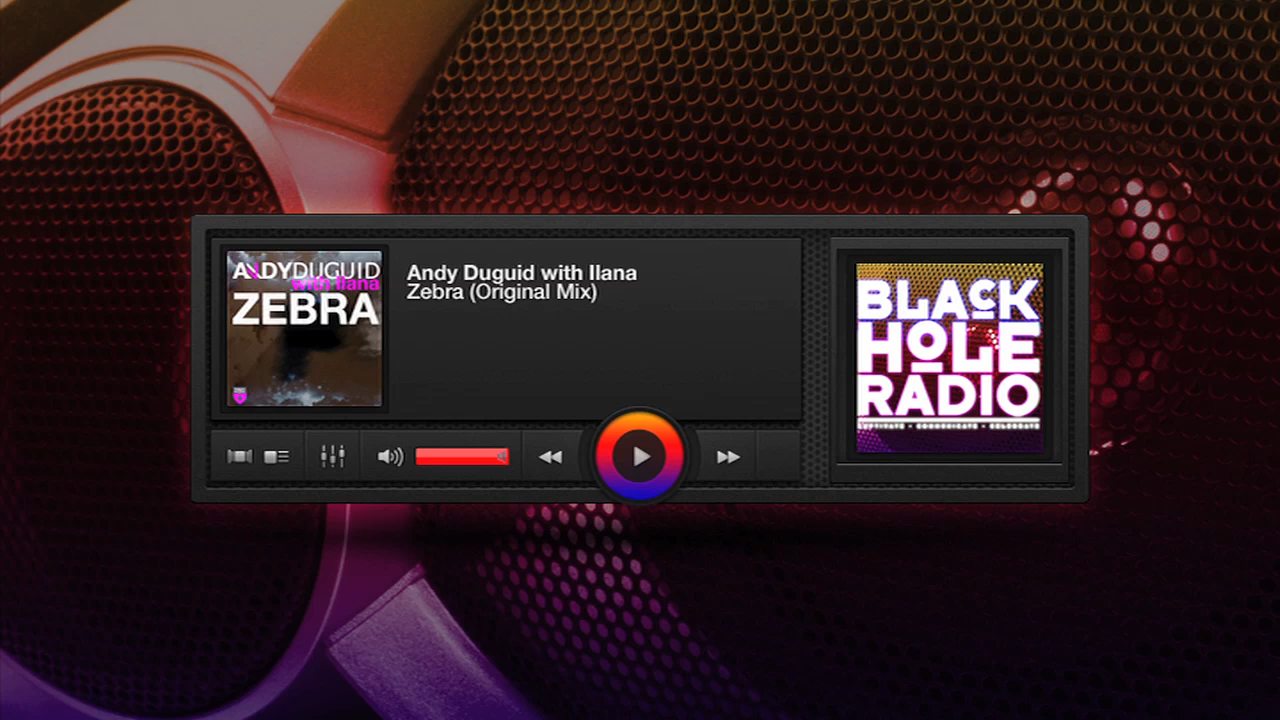 ANDYDUGUID
with Ilana
ZEBRA
Andy Duguid with Ilana
Zebra (Original Mix)
BLACK
HOLE
RADIO